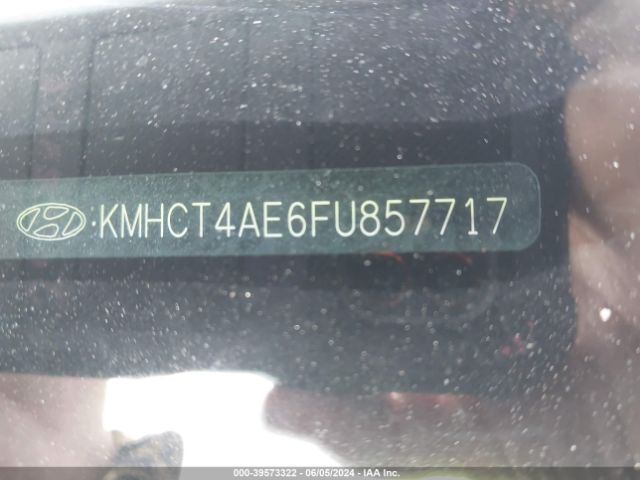 ·KMHCT4AE6FU857717
000-39573322 - 06/05/2024 - IAA Inc.